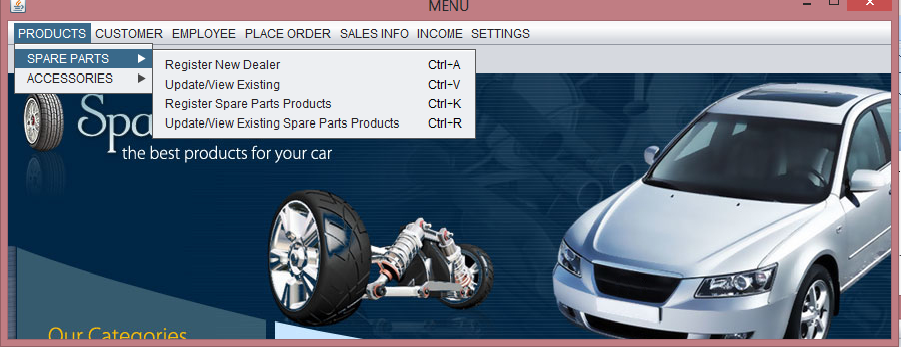 MENU
PRODUCTS CUSTOMER EMPLOYEE PLACE ORDER SALES INFO INCOME SETTINGS
SPARE PARTS
ACCESSORIES
Register New Dealer Ctrl-A
Update/View Existing Ctrl-V
Register Spare Parts Products Ctrl-K
Update/View Existing Spare Parts Products Ctrl-R
the best products for your car
Our Categories